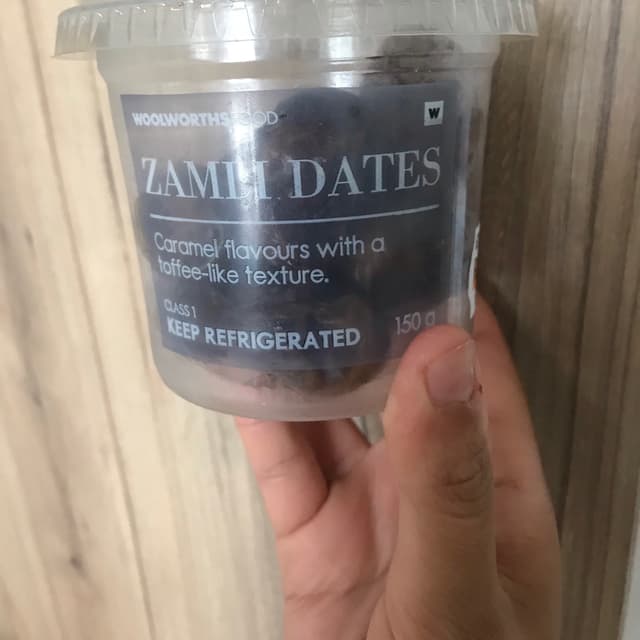 WOOLWORTHS FOOD
W
ZAMLI DATES
Caramel flavours with a
toffee-like texture.
CLASS 1
KEEP REFRIGERATED
150 g